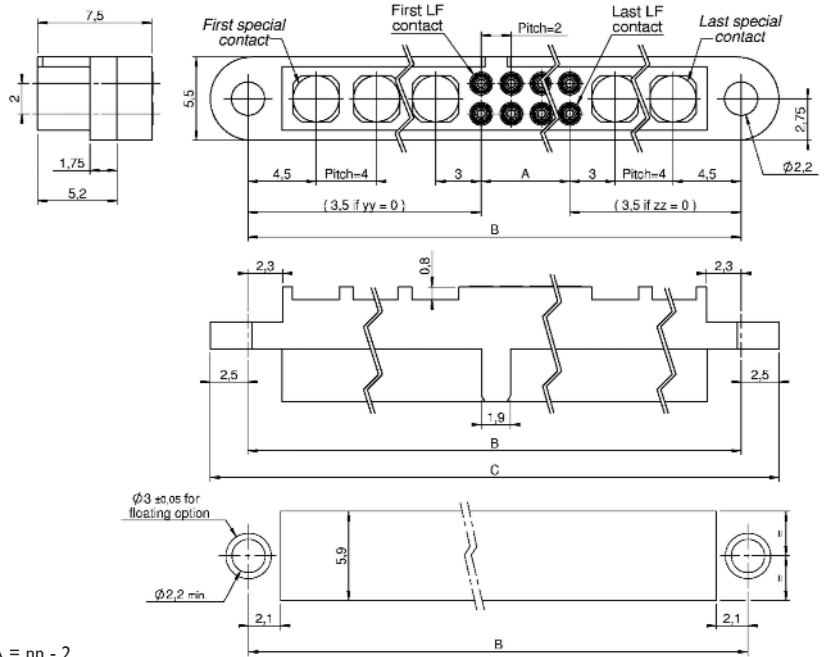 7,5
First special
contact
First LF
contact
Pitch=2
Last LF
contact
Last special
contact
2
5,5
2,75
1,75
5,2
4,5
Pitch=4
3
A
3
Pitch=4
4,5
Ø2,2
( 3,5 if yy = 0 )
( 3,5 if zz = 0 )
B
2,3
0,8
2,3
2,5
1,9
2,5
B
C
Ø3 ±0,05 for
floating option
5,9
=
=
Ø2,2 min.
2,1
2,1
B
A = nn - 2